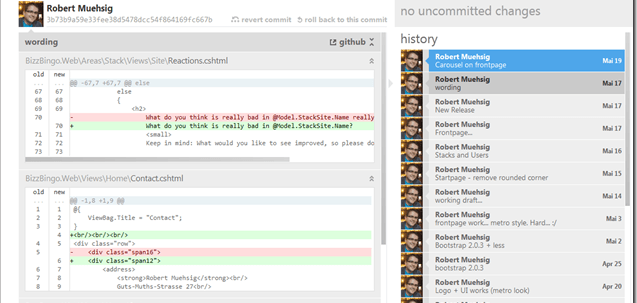 Robert Muehsig
3b73b9a59e33fee38d5478dcc54f864169fc667b
revert commit
roll back to this commit
wording
github
BizzBingo.Web\Areas\Stack\Views\Site\Reactions.cshtml
old new
... ... @@ -67,7 +67,7 @@ else
67 67 else
68 68 {
69 69 <h2>
70 - What do you think is really bad in @Model.StackSite.Name really
70 + What do you think is really bad in @Model.StackSite.Name?
71 71 <small>
72 72 Keep in mind: What would you like to see improved, so please do
73 73
BizzBingo.Web\Views\Home\Contact.cshtml
old new
... ... @@ -1,8 +1,9 @@
1 1 @{
2 2 ViewBag.Title = "Contact";
3 3 }
4 +<br/><br/><br/>
4 5 <div class="row">
5 - <div class="span16">
6 + <div class="span12">
6 7 <address>
7 8 <strong>Robert Muehsig</strong><br/>
8 9 Guts-Muths-Strasse 27<br/>
no uncommitted changes
history
Robert Muehsig
Carousel on frontpage
Mai 19
Robert Muehsig
wording
Mai 17
Robert Muehsig
New Release
Mai 17
Robert Muehsig
Frontpage...
Mai 17
Robert Muehsig
Stacks and Users
Mai 16
Robert Muehsig
Startpage - remove rounded corner
Mai 15
Robert Muehsig
working draft...
Mai 14
Robert Muehsig
frontpage work... metro style. Hard... :/
Mai 3
Robert Muehsig
Bootstrap 2.0.3 + less
Mai 2
Robert Muehsig
bootstrap 2.0.3
Apr 25
Robert Muehsig
Logo + UI works (metro look)
Apr 20
Robert Muehsig